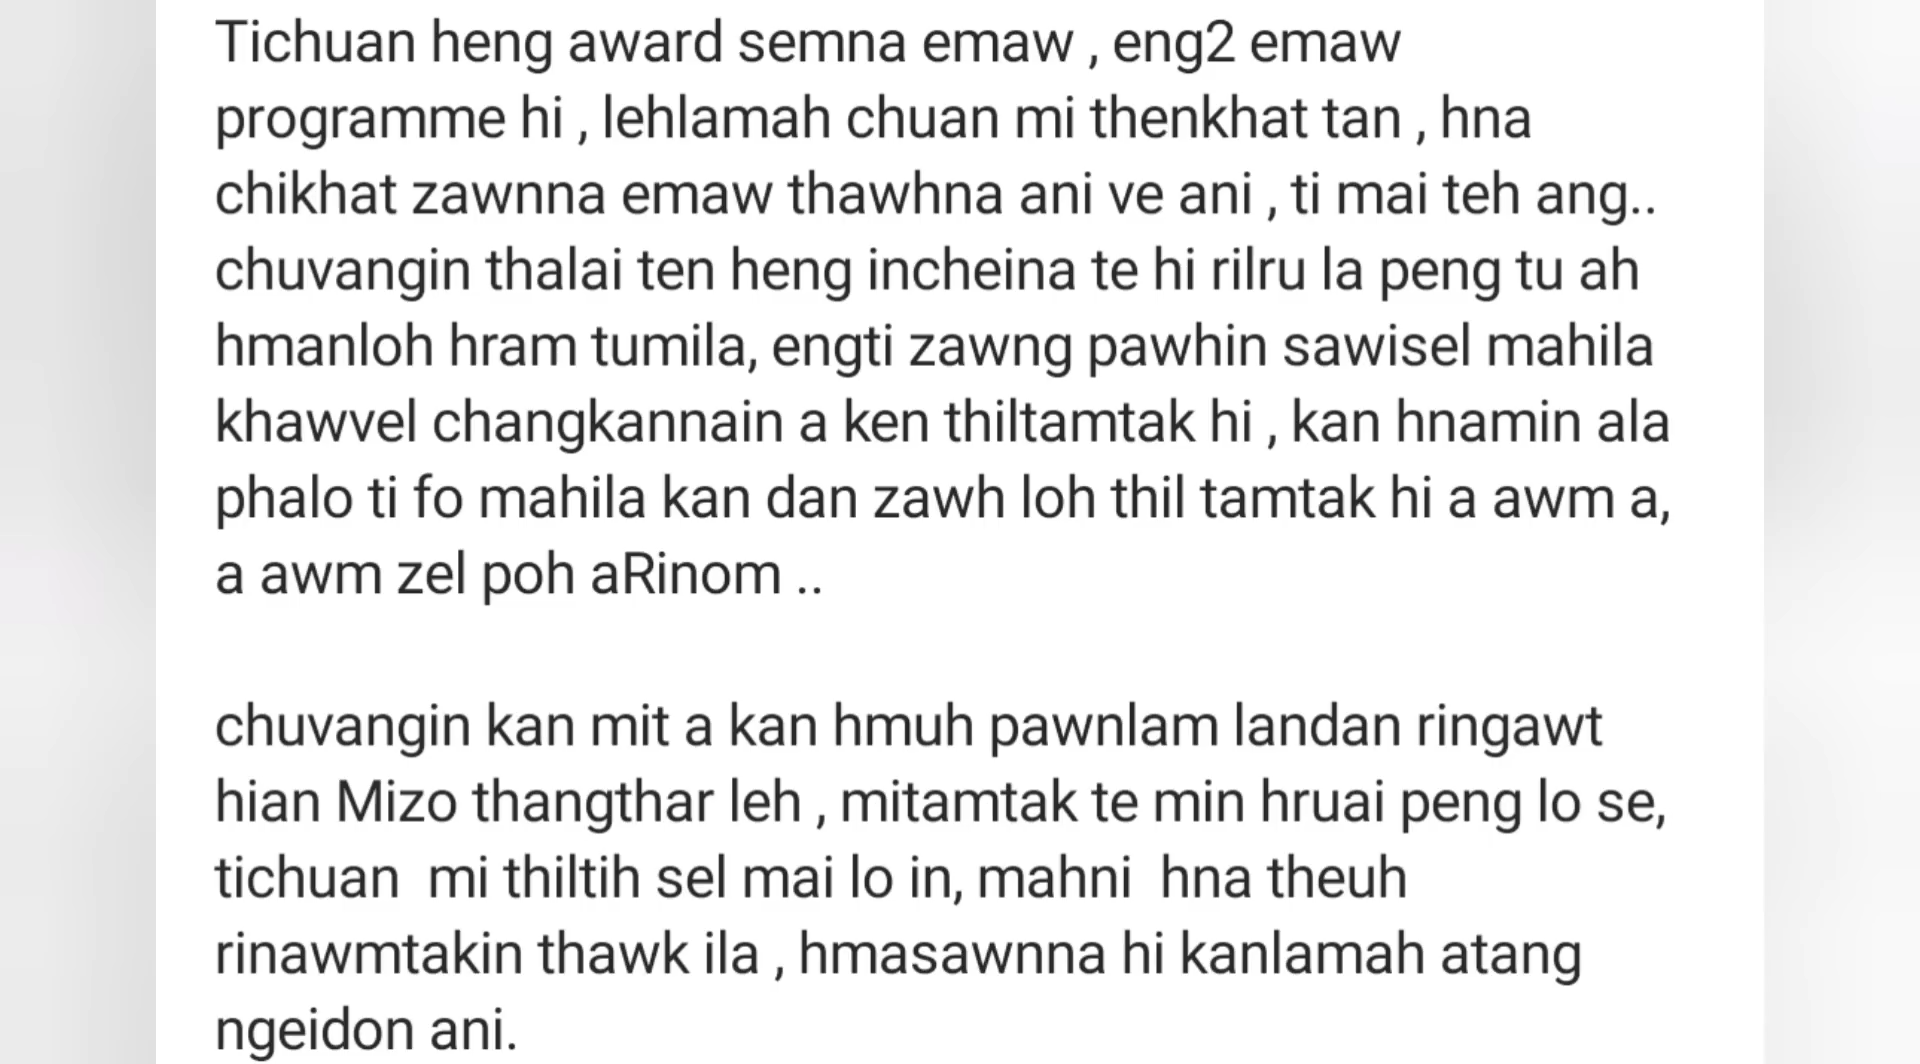 Tichuan heng award semna emaw , eng2 emaw
programme hi , lehlamah chuan mi thenkhat tan , hna
chikhat zawnna emaw thawhna ani ve ani , ti mai teh ang..
chuvangin thalai ten heng incheina te hi rilru la peng tu ah
hmanloh hram tumila, engti zawng pawhin sawisel mahila
khawvel changkannain a ken thiltamtak hi , kan hnamin ala
phalo ti fo mahila kan dan zawh loh thil tamtak hi a awm a,
a awm zel poh aRinom ..
chuvangin kan mit a kan hmuh pawnlam landan ringawt
hian Mizo thangthar leh , mitamtak te min hruai peng lo se,
tichuan  mi thiltih sel mai lo in, mahni  hna theuh
rinawmtakin thawk ila , hmasawnna hi kanlamah atang
ngeidon ani.